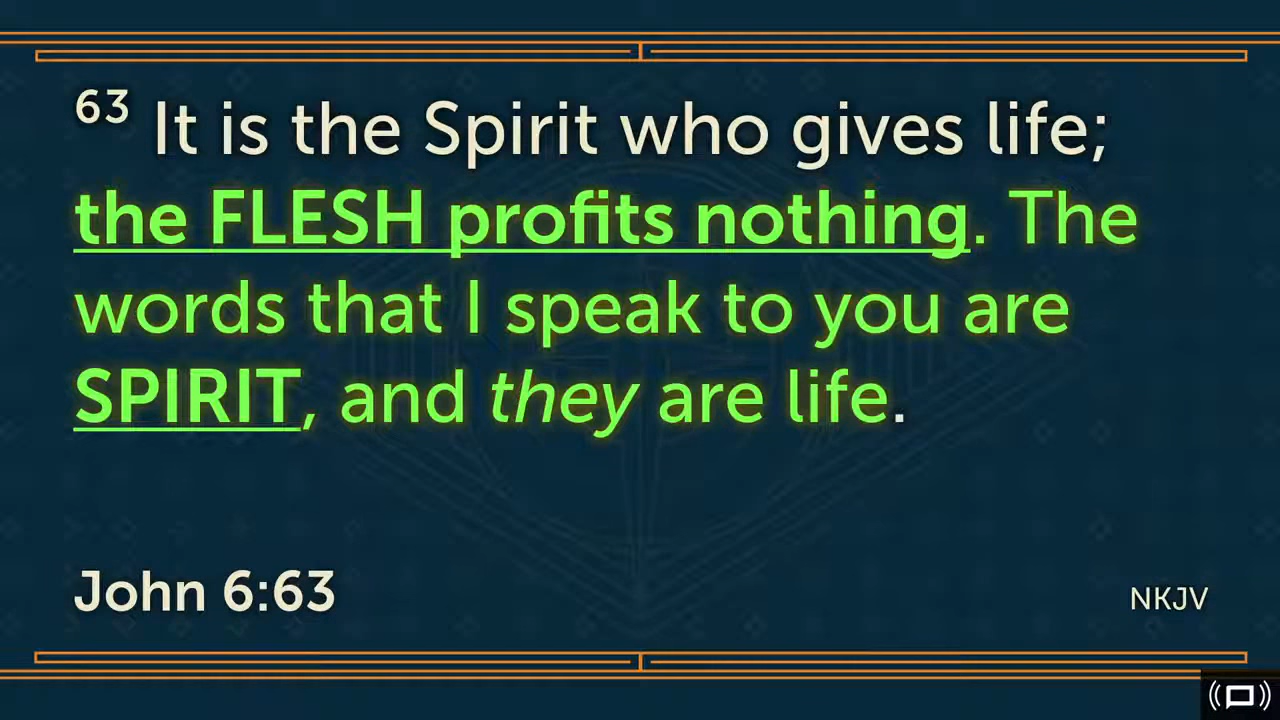 63 It is the Spirit who gives life;
the FLESH profits nothing. The
words that I speak to you are
SPIRIT, and they are life.
John 6:63
NKJV